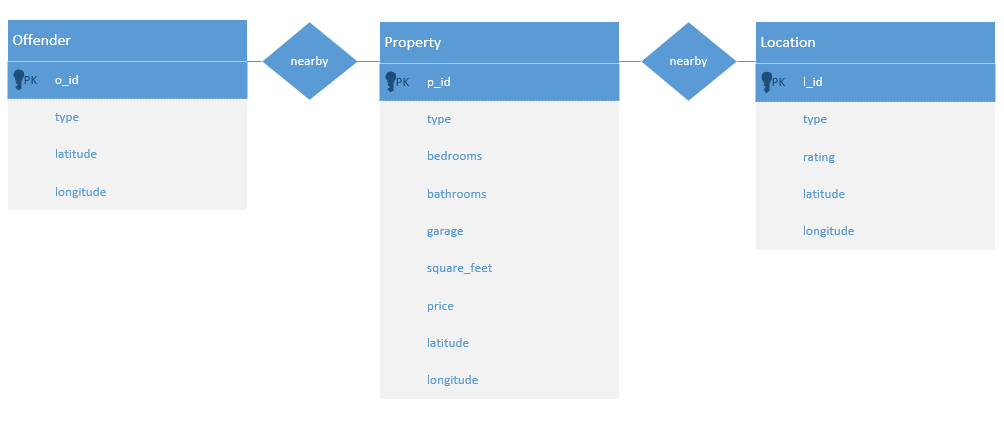 Offender
PK o_id
type
latitude
longitude
nearby
Property
PK p_id
type
bedrooms
bathrooms
garage
square_feet
price
latitude
longitude
nearby
Location
PK l_id
type
rating
latitude
longitude